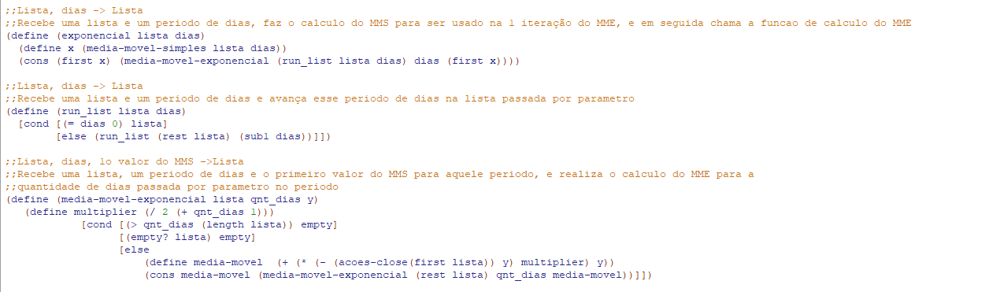 ;;Lista, dias -> Lista
;;Recebe uma lista e um periodo de dias, faz o calculo do MMS para ser usado na 1 iteração do MME, e em seguida chama a funcao de calculo do MME
(define (exponencial lista dias)
  (define x (media-movel-simples lista dias))
  (cons (first x) (media-movel-exponencial (run_list lista dias) dias (first x))))

;;Lista, dias -> Lista
;;Recebe uma lista e um periodo de dias e avança esse periodo de dias na lista passada por parametro
(define (run_list lista dias)
  [cond [(= dias 0) lista]
        [else (run_list (rest lista) (sub1 dias))]])

;;Lista, dias, 1o valor do MMS ->Lista
;;Recebe uma lista, um periodo de dias e o primeiro valor do MMS para aquele periodo, e realiza o calculo do MME para a
;;quantidade de dias passada por parametro no periodo
(define (media-movel-exponencial lista qnt_dias y)
   (define multiplier (/ 2 (+ qnt_dias 1)))
            [cond [(> qnt_dias (length lista)) empty]
                  [(empty? lista) empty]
                  [else
                      (define media-movel  (+ (* (- (acoes-close(first lista)) y) multiplier) y))
                      (cons media-movel (media-movel-exponencial (rest lista) qnt_dias media-movel))]])